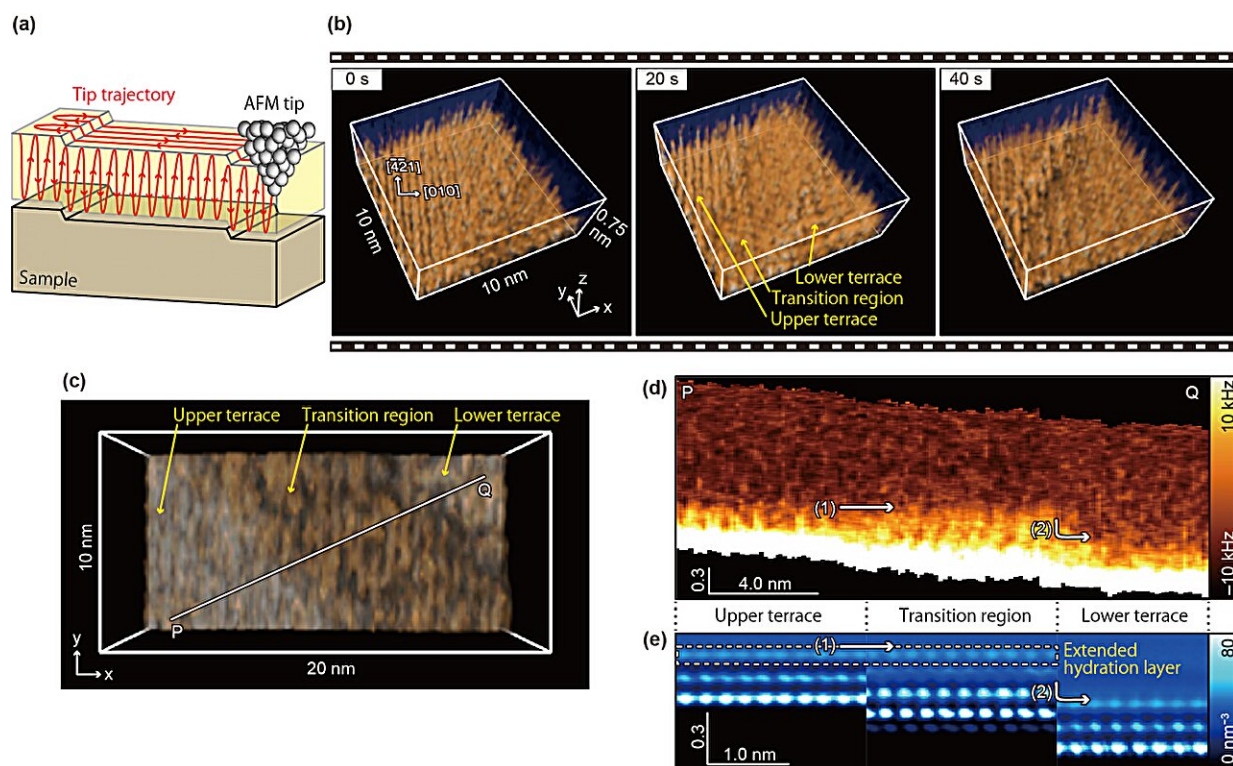 (a)
Tip trajectory
AFM tip
Sample
(b)
0 s
20 s
40 s
[4̅2̅1]
[010]
10 nm
10 nm
0.75
nm
z
y
x
Lower terrace
Transition region
Upper terrace
(c)
Upper terrace
Transition region
Lower terrace
P
Q
10 nm
20 nm
y
x
(d)
P
Q
(1)
(2)
0.3
4.0 nm
10 kHz
−10 kHz
Upper terrace
Transition region
Lower terrace
(e)
(1)
Extended
hydration layer
(2)
0.3
1.0 nm
80
0 nm⁻³